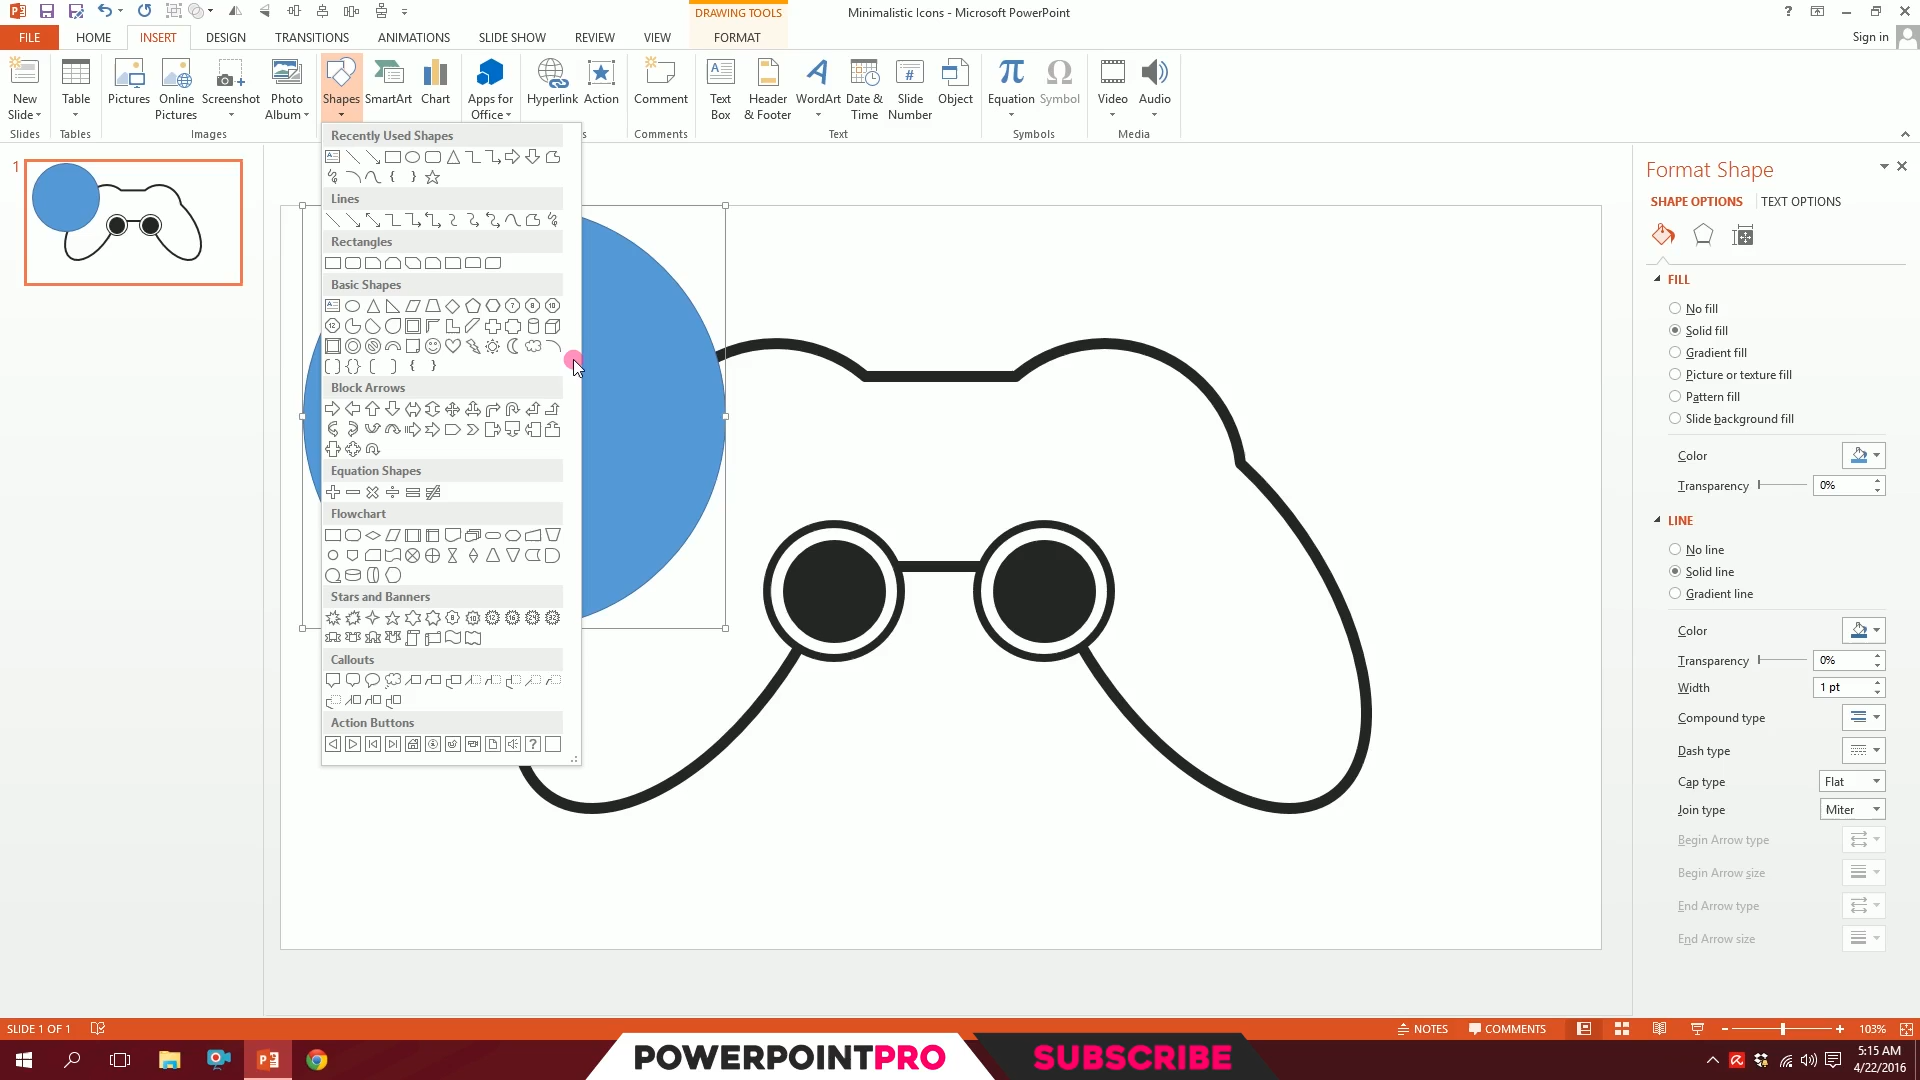 DRAWING TOOLS
Minimalistic Icons - Microsoft PowerPoint
?
FILE
HOME
INSERT
DESIGN
TRANSITIONS
ANIMATIONS
SLIDE SHOW
REVIEW
VIEW
FORMAT
Sign in
New Slide
Table
Pictures
Online Pictures
Screenshot
Photo Album
Shapes
SmartArt
Chart
Apps for Office
Hyperlink
Action
Comment
Text Box
Header & Footer
WordArt
Date & Time
Slide Number
Object
Equation
Symbol
Video
Audio
Slides
Tables
Images
s
Comments
Text
Symbols
Media
Recently Used Shapes
Lines
Rectangles
Basic Shapes
Block Arrows
Equation Shapes
Flowchart
Stars and Banners
Callouts
Action Buttons
1
Format Shape
SHAPE OPTIONS
TEXT OPTIONS
FILL
No fill
Solid fill
Gradient fill
Picture or texture fill
Pattern fill
Slide background fill
Color
Transparency
0%
LINE
No line
Solid line
Gradient line
Color
Transparency
0%
Width
1 pt
Compound type
Dash type
Cap type
Flat
Join type
Miter
Begin Arrow type
Begin Arrow size
End Arrow type
End Arrow size
SLIDE 1 OF 1
NOTES
COMMENTS
103%
POWERPOINTPRO
SUBSCRIBE
5:15 AM
4/22/2016